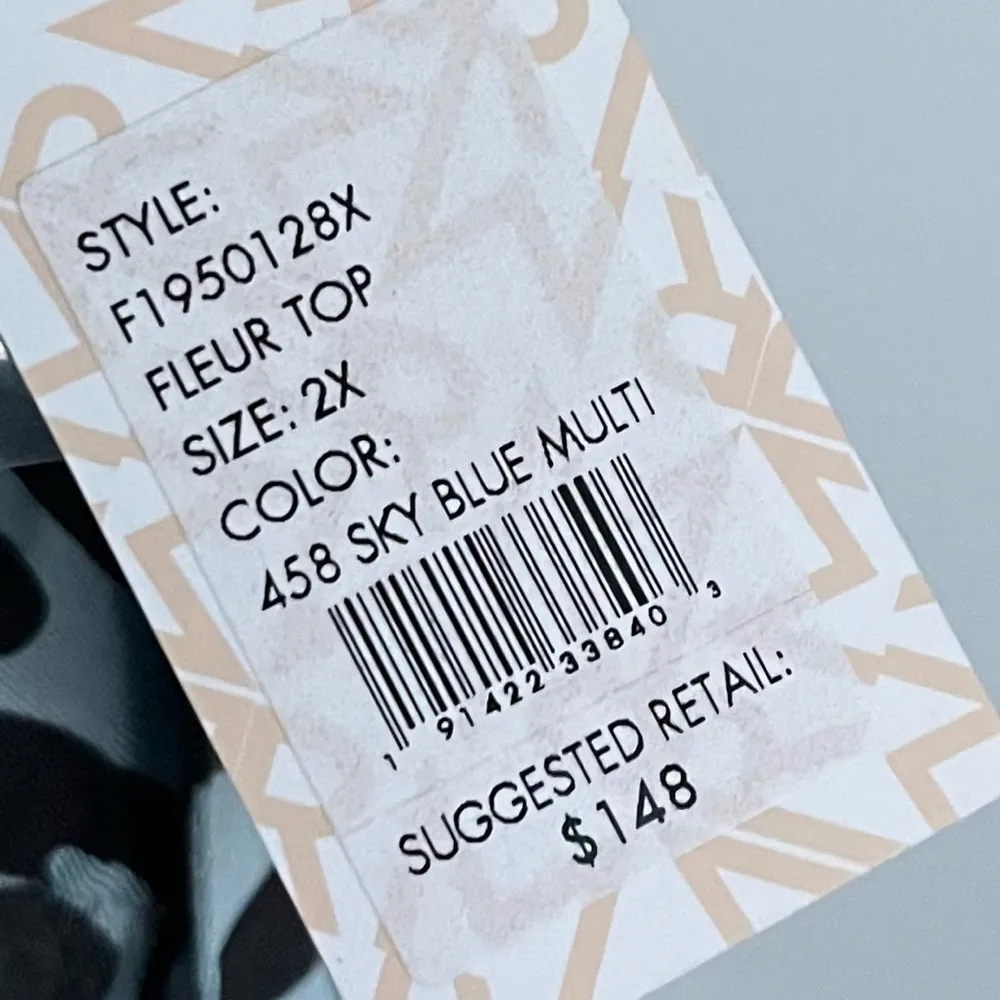 STYLE:
F1950128X
FLEUR TOP
SIZE: 2X
COLOR:
458 SKY BLUE MULTI
1 91422 33840 3
SUGGESTED RETAIL:
$148